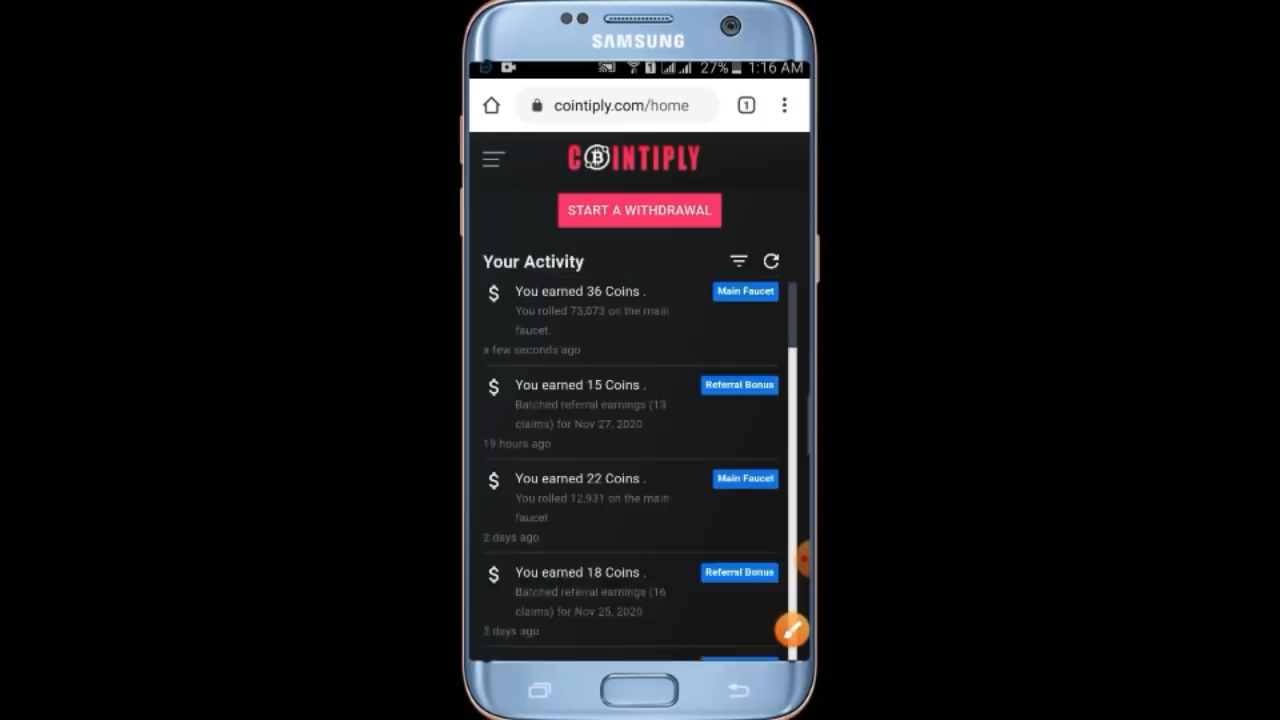 SAMSUNG
1 27% 1:16 AM
cointiply.com/home 1
COINTIPLY
START A WITHDRAWAL
Your Activity
You earned 36 Coins . Main Faucet
You rolled 73,073 on the main
faucet.
a few seconds ago
You earned 15 Coins . Referral Bonus
Batched referral earnings (13
claims) for Nov 27, 2020
19 hours ago
You earned 22 Coins . Main Faucet
You rolled 12,931 on the main
faucet
2 days ago
You earned 18 Coins . Referral Bonus
Batched referral earnings (16
claims) for Nov 25, 2020
3 days ago